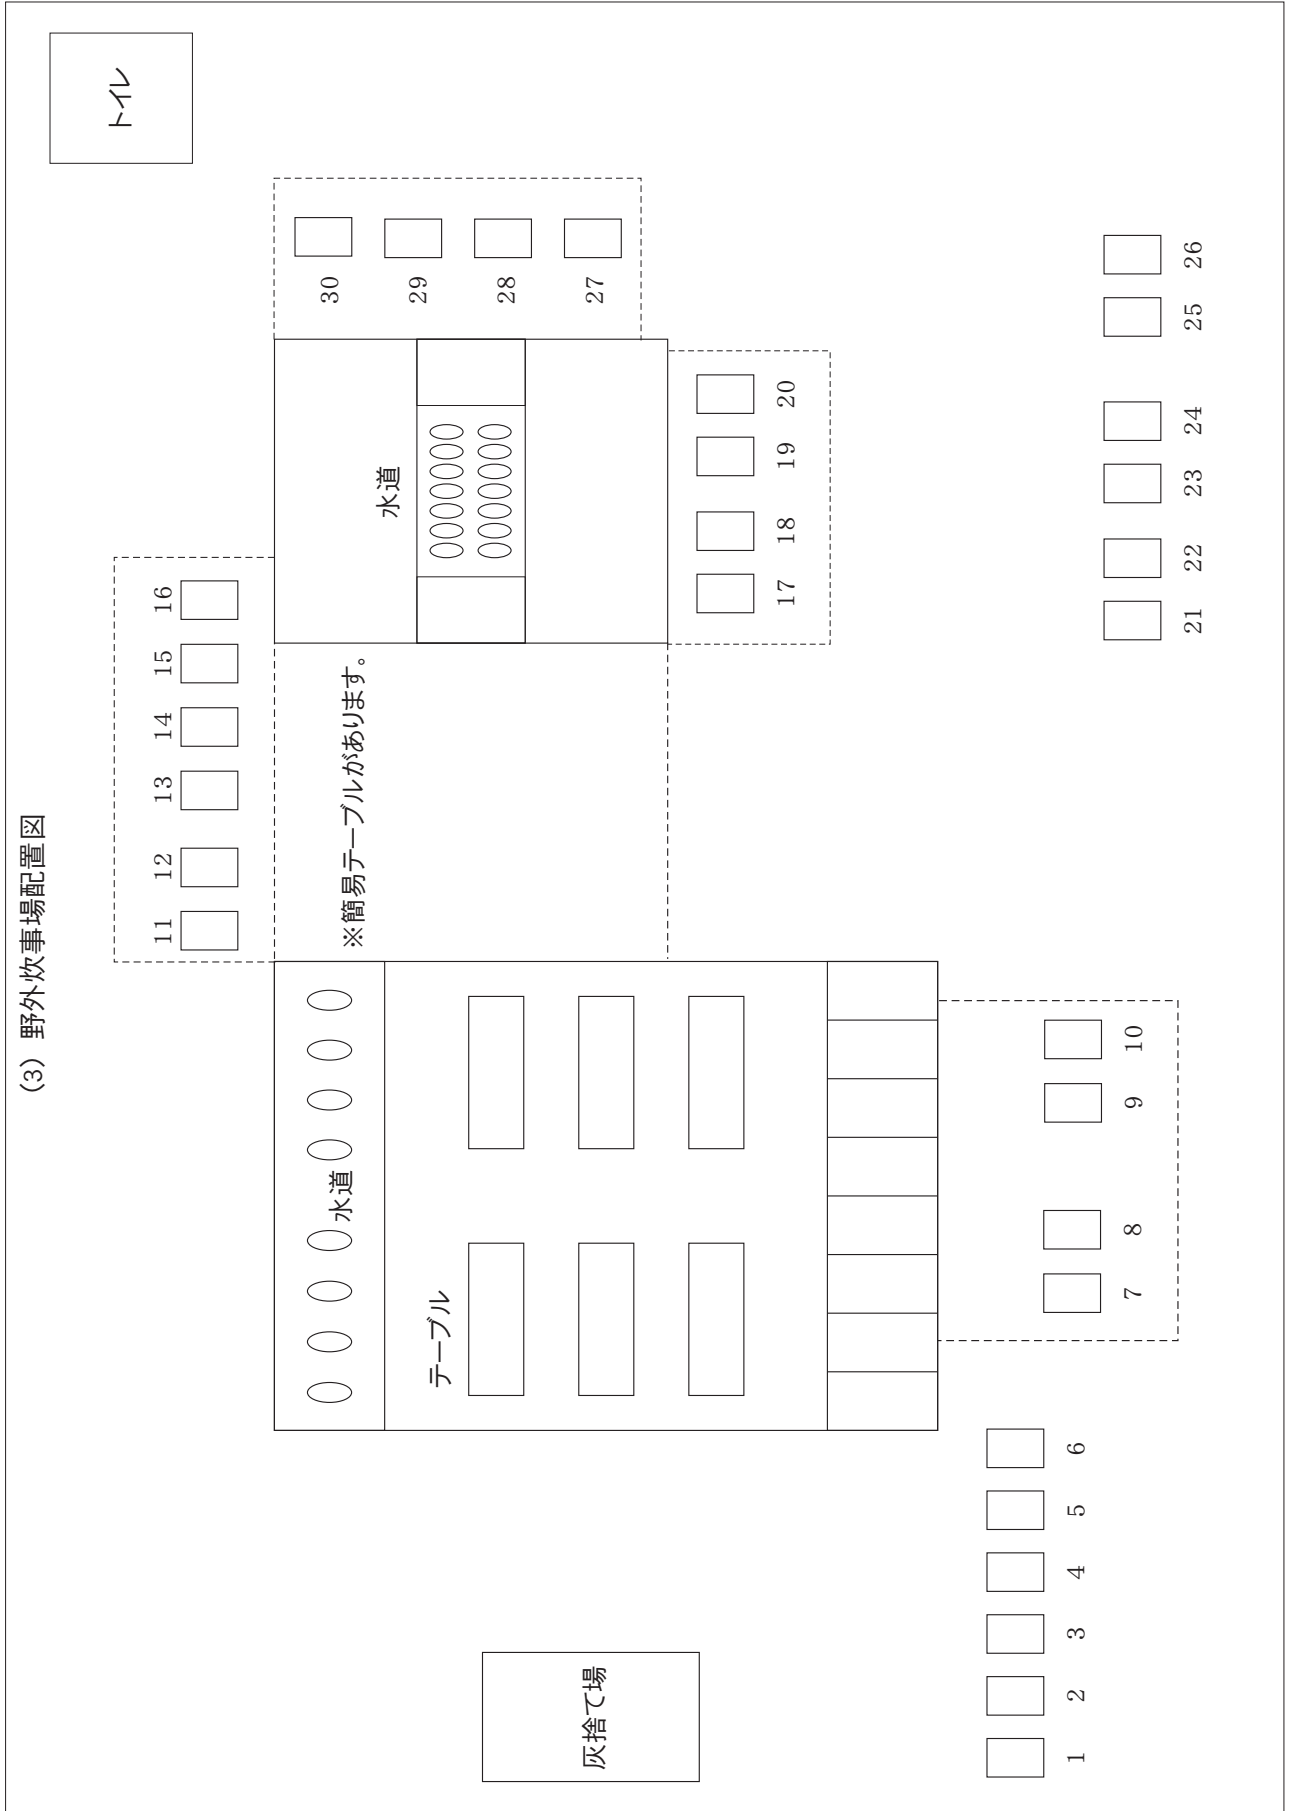 (3) 野外炊事場配置図
トイレ
11 12 13 14 15 16
30
29
28
27
※簡易テーブルがあります。
水道
水道
テーブル
17 18 19 20
灰捨て場
1 2 3 4 5 6
7 8 9 10
21 22 23 24 25 26